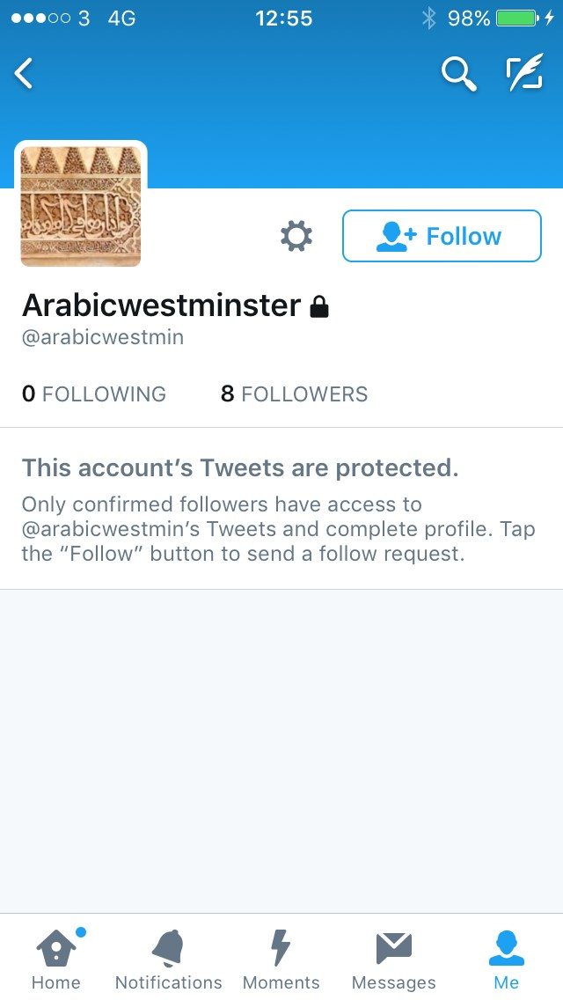 3 4G 12:55 98%
Follow
Arabicwestminster
@arabicwestmin
0 FOLLOWING 8 FOLLOWERS
This account’s Tweets are protected.
Only confirmed followers have access to
@arabicwestmin’s Tweets and complete profile. Tap
the “Follow” button to send a follow request.
Home Notifications Moments Messages Me